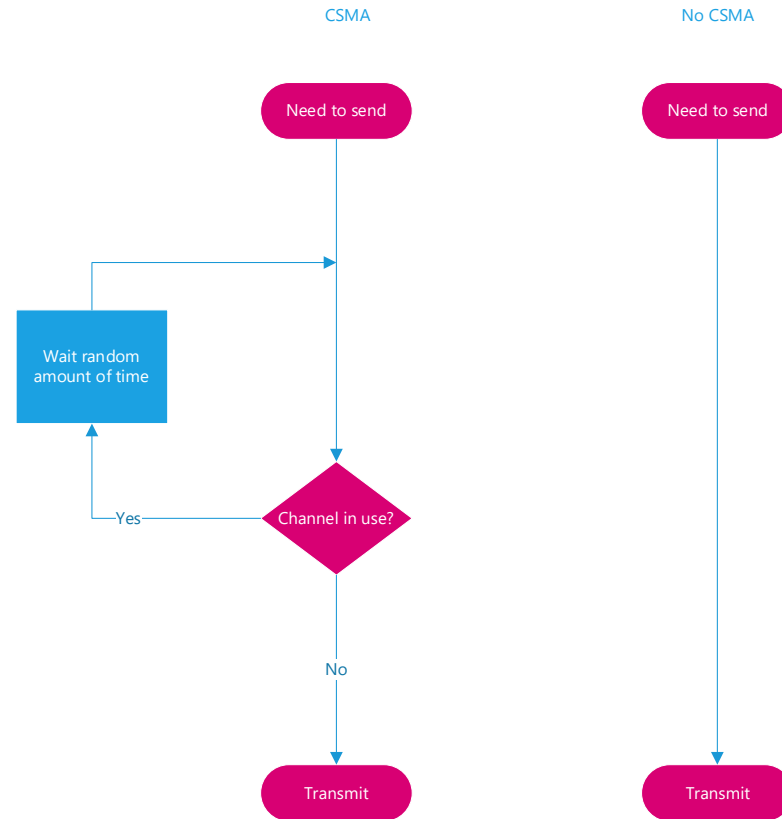 CSMA
No CSMA
Need to send
Need to send
Wait random
amount of time
Channel in use?
Yes
No
Transmit
Transmit